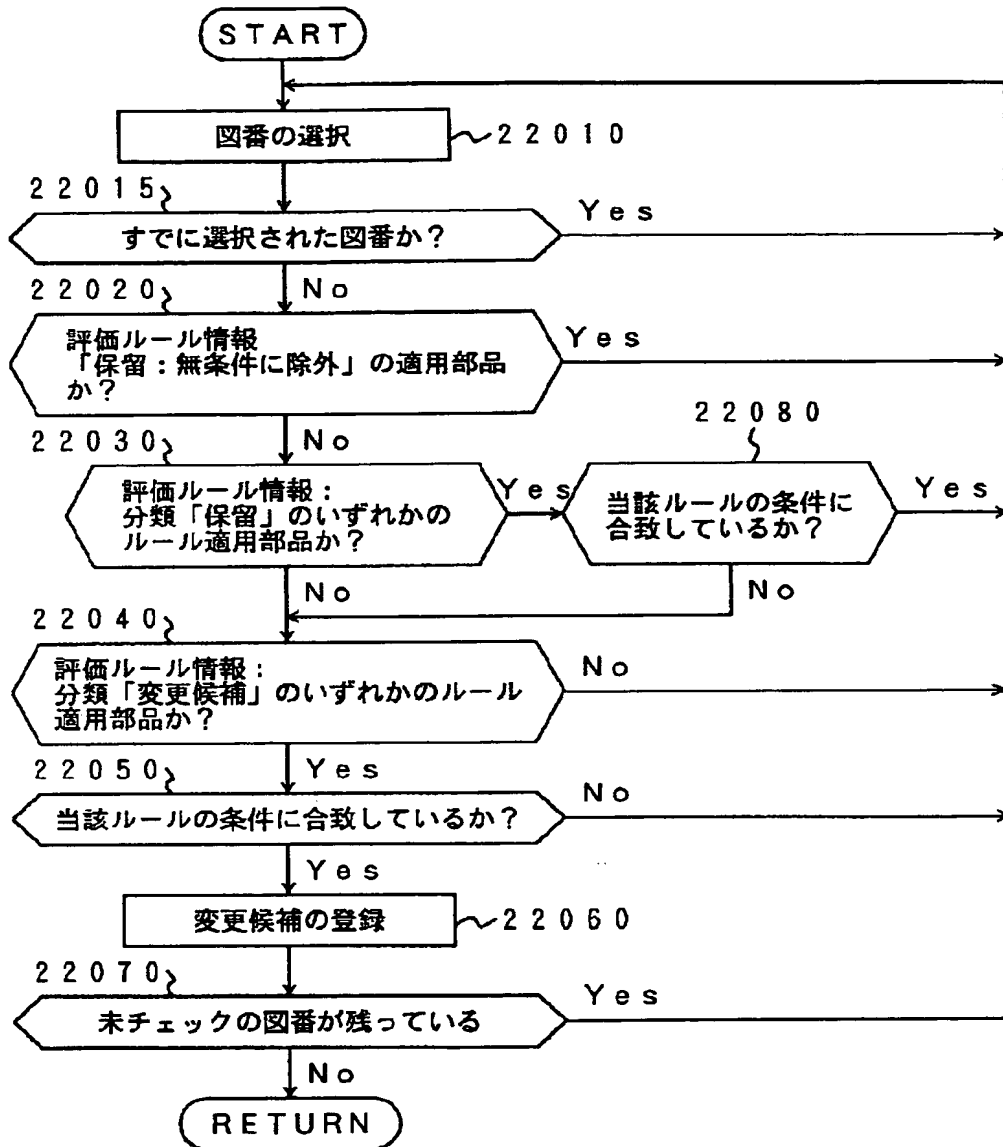 START
図番の選択
22010
22015
すでに選択された図番か？
Yes
No
22020
評価ルール情報
「保留：無条件に除外」の適用部品
か？
Yes
No
22030
評価ルール情報：
分類「保留」のいずれかの
ルール適用部品か？
Yes
22080
当該ルールの条件に
合致しているか？
Yes
No
No
22040
評価ルール情報：
分類「変更候補」のいずれかのルール
適用部品か？
No
Yes
22050
当該ルールの条件に合致しているか？
No
Yes
変更候補の登録
22060
22070
未チェックの図番が残っている
Yes
No
RETURN